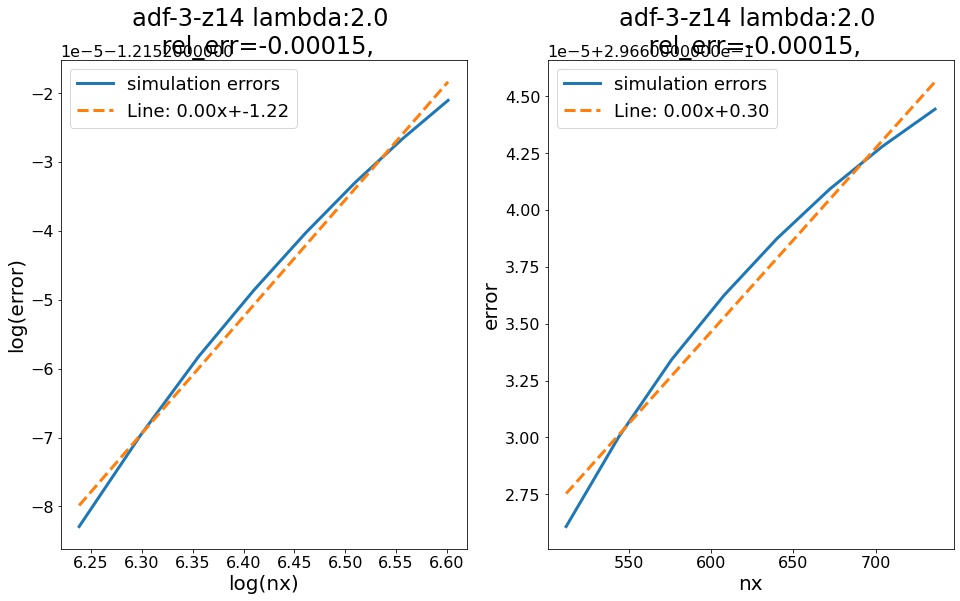 adf-3-z14 lambda:2.0
rel_err=-0.00015,
1e−5−1.2152000000
simulation errors
Line: 0.00x+-1.22
−2
−3
−4
−5
−6
−7
−8
log(error)
6.25 6.30 6.35 6.40 6.45 6.50 6.55 6.60
log(nx)
adf-3-z14 lambda:2.0
rel_err=-0.00015,
1e−5+2.9660000000e−1
simulation errors
Line: 0.00x+0.30
4.50
4.25
4.00
3.75
3.50
3.25
3.00
2.75
error
550 600 650 700
nx